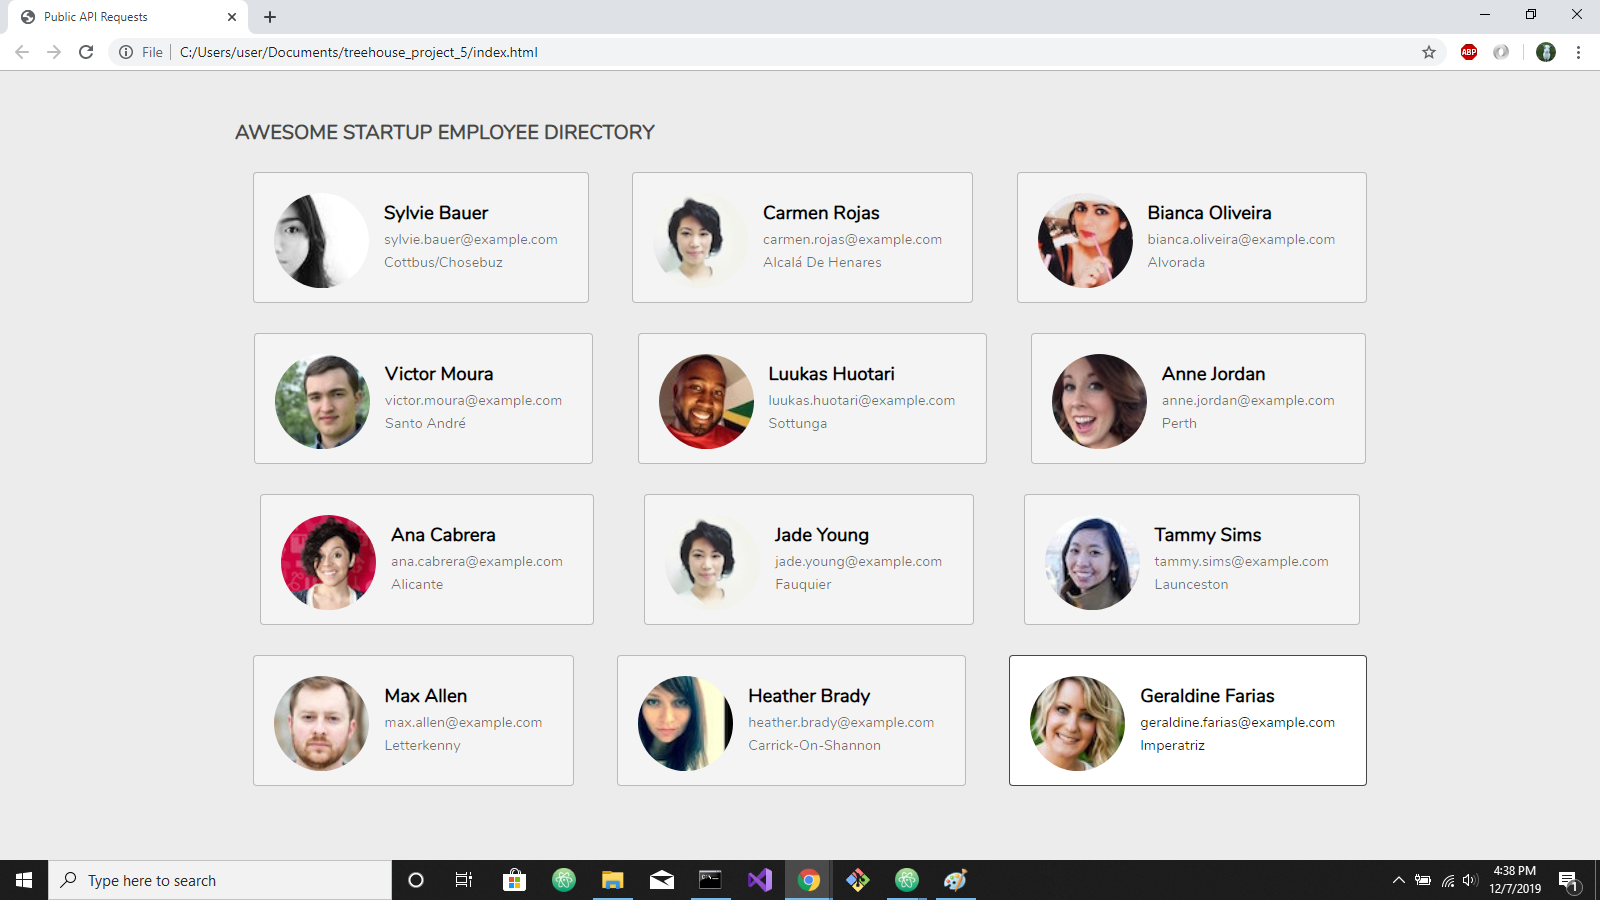 Public API Requests
File
C:/Users/user/Documents/treehouse_project_5/index.html
ABP
AWESOME STARTUP EMPLOYEE DIRECTORY
Sylvie Bauer
sylvie.bauer@example.com
Cottbus/Chosebuz
Carmen Rojas
carmen.rojas@example.com
Alcalá De Henares
Bianca Oliveira
bianca.oliveira@example.com
Alvorada
Victor Moura
victor.moura@example.com
Santo André
Luukas Huotari
luukas.huotari@example.com
Sottunga
Anne Jordan
anne.jordan@example.com
Perth
Ana Cabrera
ana.cabrera@example.com
Alicante
Jade Young
jade.young@example.com
Fauquier
Tammy Sims
tammy.sims@example.com
Launceston
Max Allen
max.allen@example.com
Letterkenny
Heather Brady
heather.brady@example.com
Carrick-On-Shannon
Geraldine Farias
geraldine.farias@example.com
Imperatriz
Type here to search
4:38 PM
12/7/2019
1